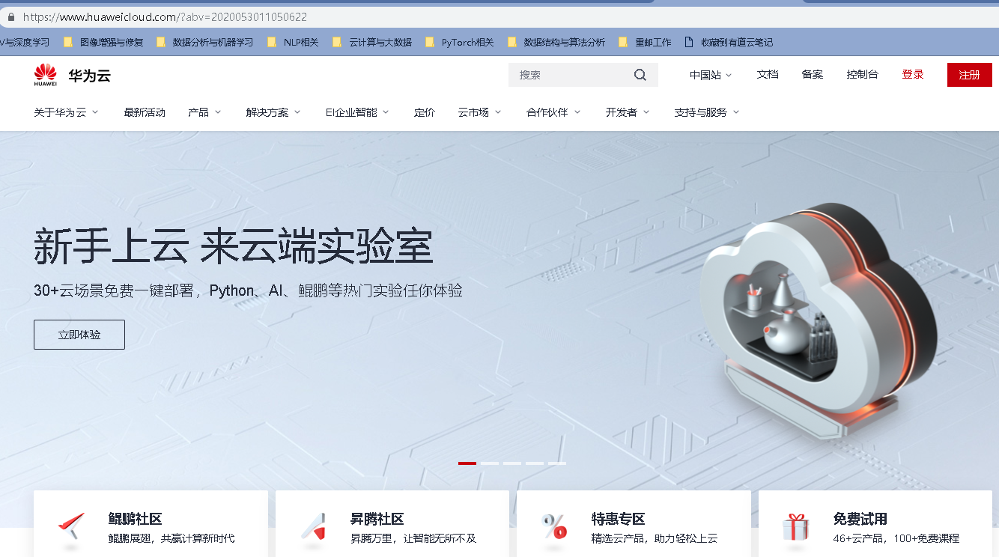 https://www.huaweicloud.com/?abv=2020053011050622
V与深度学习 图像增强与修复 数据分析与机器学习 NLP相关 云计算与大数据 PyTorch相关 数据结构与算法分析 重邮工作 收藏到有道云笔记
HUAWEI 华为云 搜索 中国站 文档 备案 控制台 登录 注册
关于华为云 最新活动 产品 解决方案 EI企业智能 定价 云市场 合作伙伴 开发者 支持与服务
新手上云 来云端实验室
30+云场景免费一键部署，Python、AI、鲲鹏等热门实验任你体验
立即体验
鲲鹏社区
鲲鹏展翅，共赢计算新时代
昇腾社区
昇腾万里，让智能无所不及
特惠专区
精选云产品，助力轻松上云
免费试用
46+云产品，100+免费课程